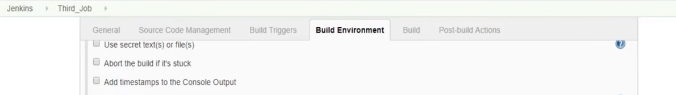 Jenkins › Third_Job ›
General Source Code Management Build Triggers Build Environment Build Post-build Actions
Use secret text(s) or file(s)
Abort the build if it's stuck
Add timestamps to the Console Output